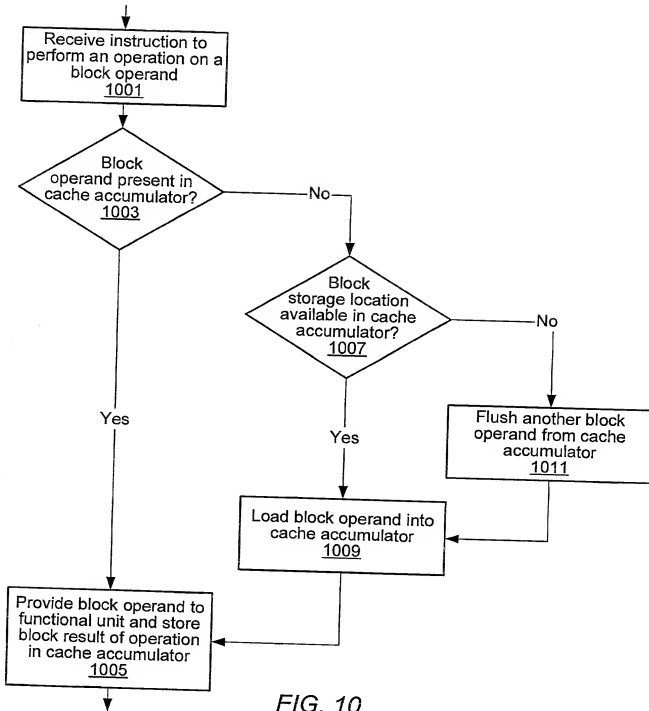 Receive instruction to
perform an operation on a
block operand
1001
Block
operand present in
cache accumulator?
1003
No
Block
storage location
available in cache
accumulator?
1007
No
Yes
Yes
Flush another block
operand from cache
accumulator
1011
Load block operand into
cache accumulator
1009
Provide block operand to
functional unit and store
block result of operation
in cache accumulator
1005
FIG. 10